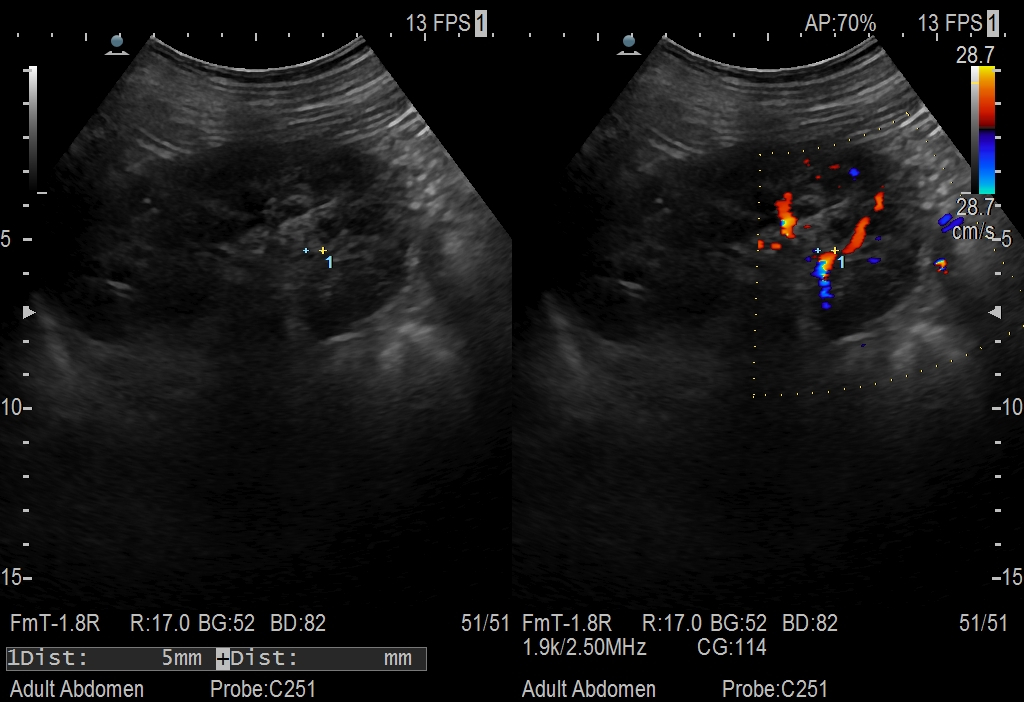 13 FPS 1
AP:70% 13 FPS 1
28.7
28.7
cm/s
5
1
1
5
10
10
15
15
FmT-1.8R R:17.0 BG:52 BD:82 51/51
FmT-1.8R R:17.0 BG:52 BD:82 51/51
1.9k/2.50MHz CG:114
1Dist: 5mm +Dist: mm
Adult Abdomen Probe:C251
Adult Abdomen Probe:C251